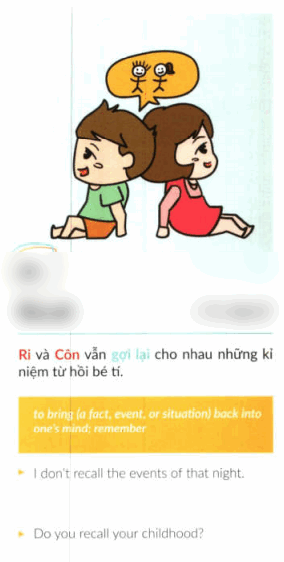 Ri và Côn vẫn gợi lại cho nhau những kỉ
niệm từ hồi bé tí.
to bring (a fact, event, or situation) back into
one's mind; remember
I don't recall the events of that night.
Do you recall your childhood?